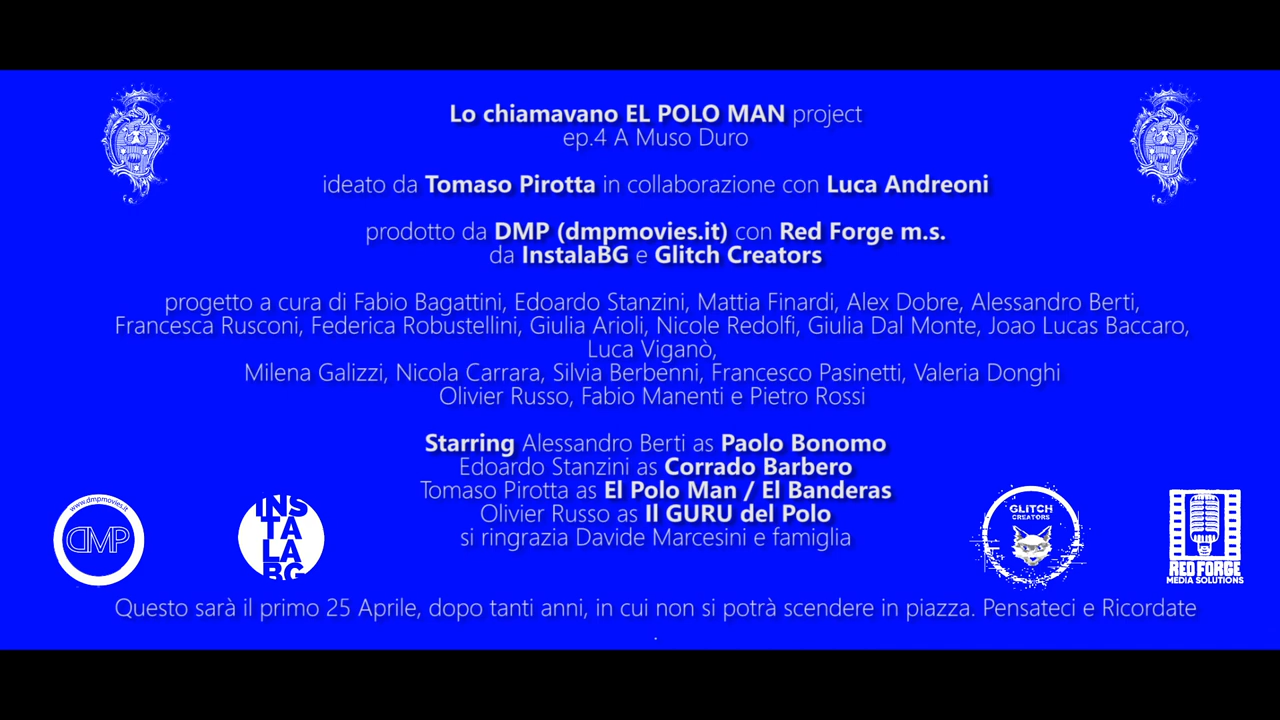 Lo chiamavano EL POLO MAN project
ep.4 A Muso Duro
ideato da Tomaso Pirotta in collaborazione con Luca Andreoni
prodotto da DMP (dmpmovies.it) con Red Forge m.s.
da InstalaBG e Glitch Creators
progetto a cura di Fabio Bagattini, Edoardo Stanzini, Mattia Finardi, Alex Dobre, Alessandro Berti,
Francesca Rusconi, Federica Robustellini, Giulia Arioli, Nicole Redolfi, Giulia Dal Monte, Joao Lucas Baccaro,
Luca Viganò,
Milena Galizzi, Nicola Carrara, Silvia Berbenni, Francesco Pasinetti, Valeria Donghi
Olivier Russo, Fabio Manenti e Pietro Rossi
Starring Alessandro Berti as Paolo Bonomo
Edoardo Stanzini as Corrado Barbero
Tomaso Pirotta as El Polo Man / El Banderas
Olivier Russo as Il GURU del Polo
si ringrazia Davide Marcesini e famiglia
www.dmpmovies.it
DMP
INS
TA
LA
BG
GLITCH
CREATORS
RED FORGE
MEDIA SOLUTIONS
Questo sarà il primo 25 Aprile, dopo tanti anni, in cui non si potrà scendere in piazza. Pensateci e Ricordate
.